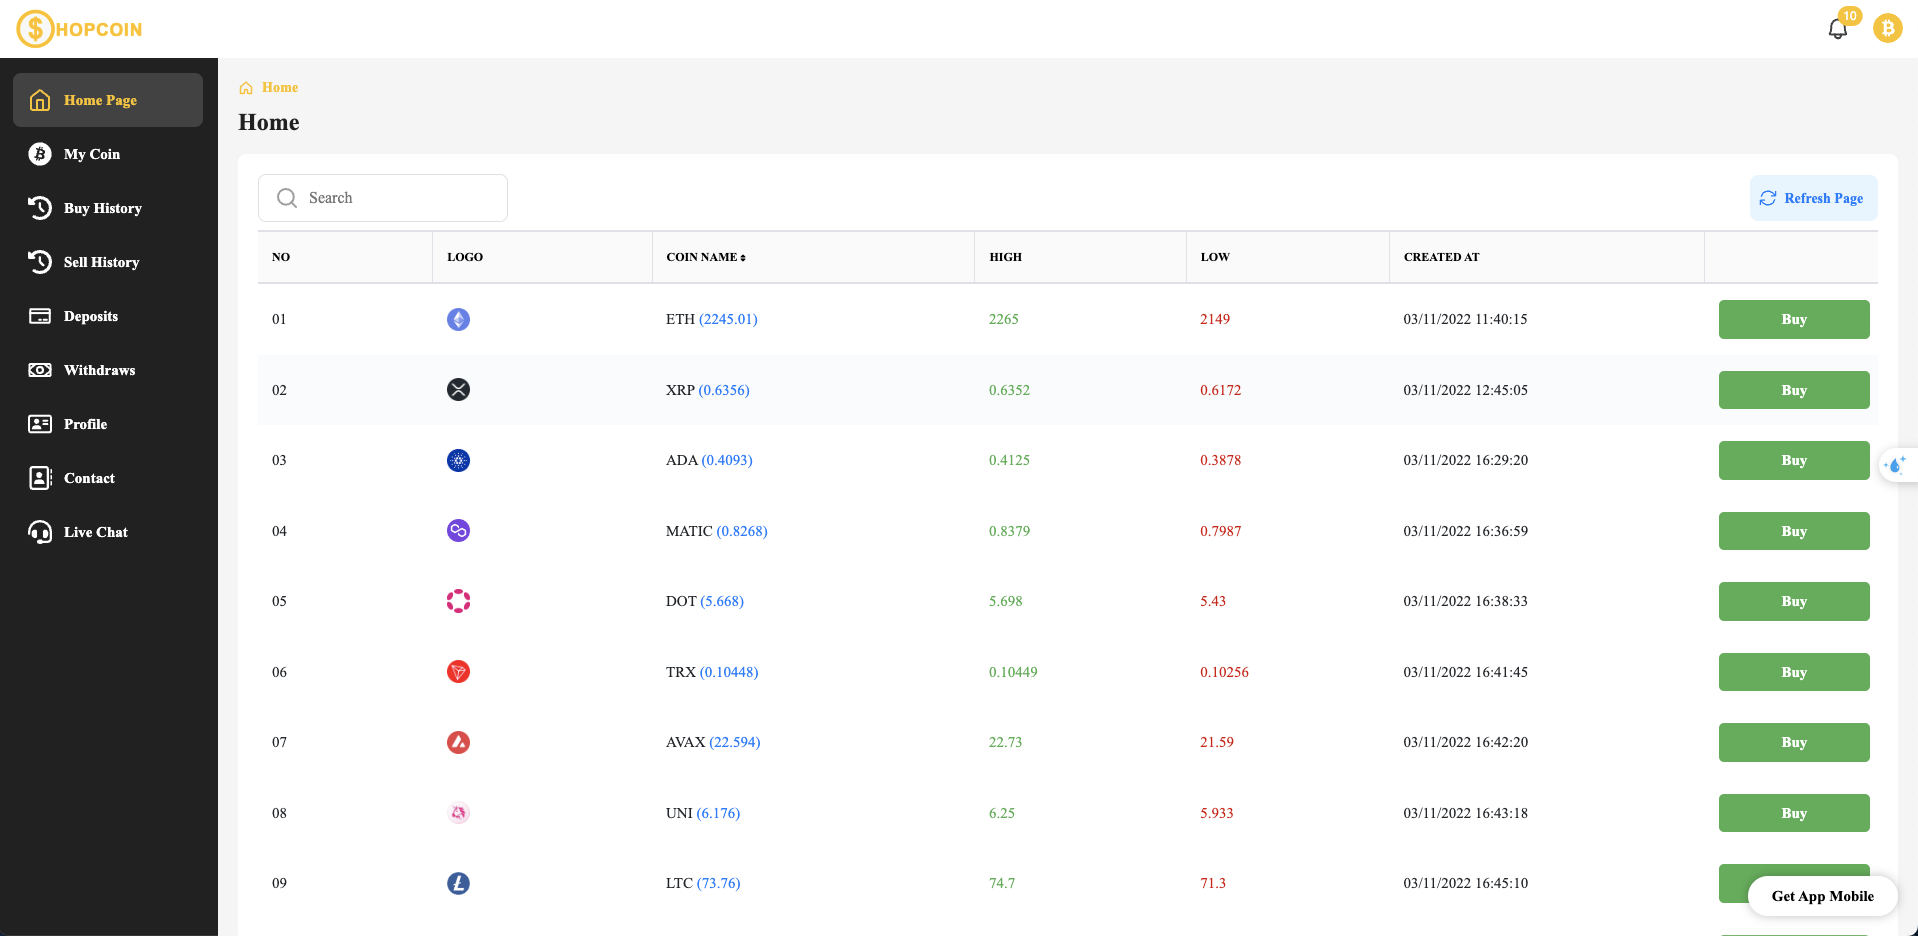 $HOPCOIN
10
Home Page
My Coin
Buy History
Sell History
Deposits
Withdraws
Profile
Contact
Live Chat
Home
Home
Search
Refresh Page
NO LOGO COIN NAME HIGH LOW CREATED AT
01 ETH (2245.01) 2265 2149 03/11/2022 11:40:15 Buy
02 XRP (0.6356) 0.6352 0.6172 03/11/2022 12:45:05 Buy
03 ADA (0.4093) 0.4125 0.3878 03/11/2022 16:29:20 Buy
04 MATIC (0.8268) 0.8379 0.7987 03/11/2022 16:36:59 Buy
05 DOT (5.668) 5.698 5.43 03/11/2022 16:38:33 Buy
06 TRX (0.10448) 0.10449 0.10256 03/11/2022 16:41:45 Buy
07 AVAX (22.594) 22.73 21.59 03/11/2022 16:42:20 Buy
08 UNI (6.176) 6.25 5.933 03/11/2022 16:43:18 Buy
09 LTC (73.76) 74.7 71.3 03/11/2022 16:45:10
Get App Mobile